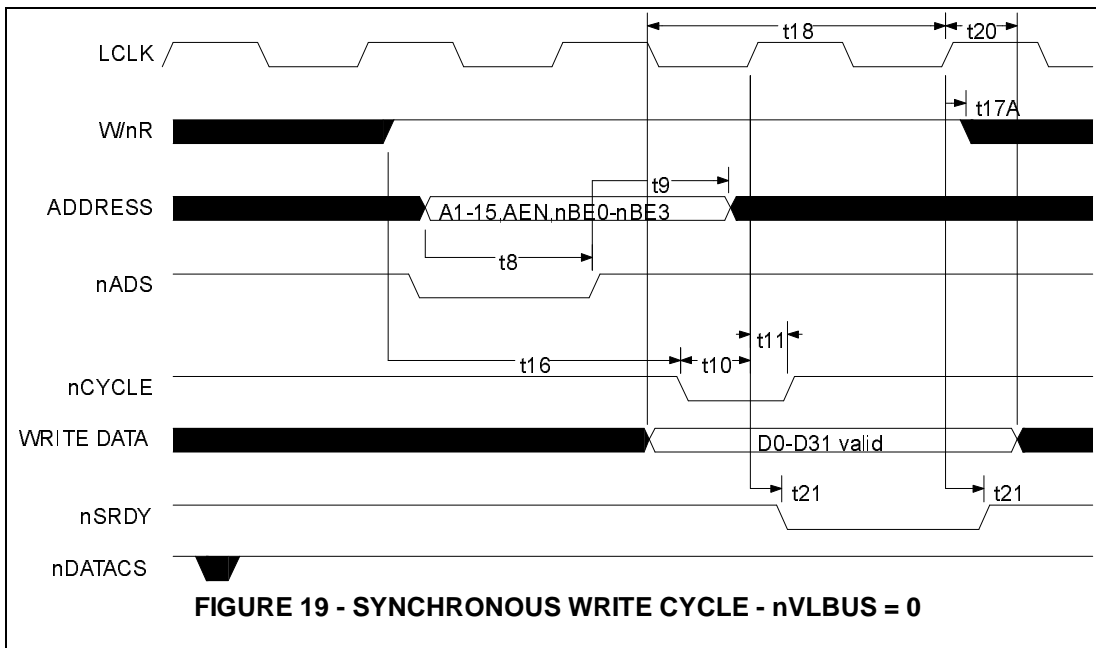 t18
t20
LCLK
t17A
W/nR
t9
ADDRESS
A1-15,AEN,nBE0-nBE3
t8
nADS
t11
t16
t10
nCYCLE
WRITE DATA
D0-D31 valid
t21
t21
nSRDY
nDATACS
FIGURE 19 - SYNCHRONOUS WRITE CYCLE - nVLBUS = 0